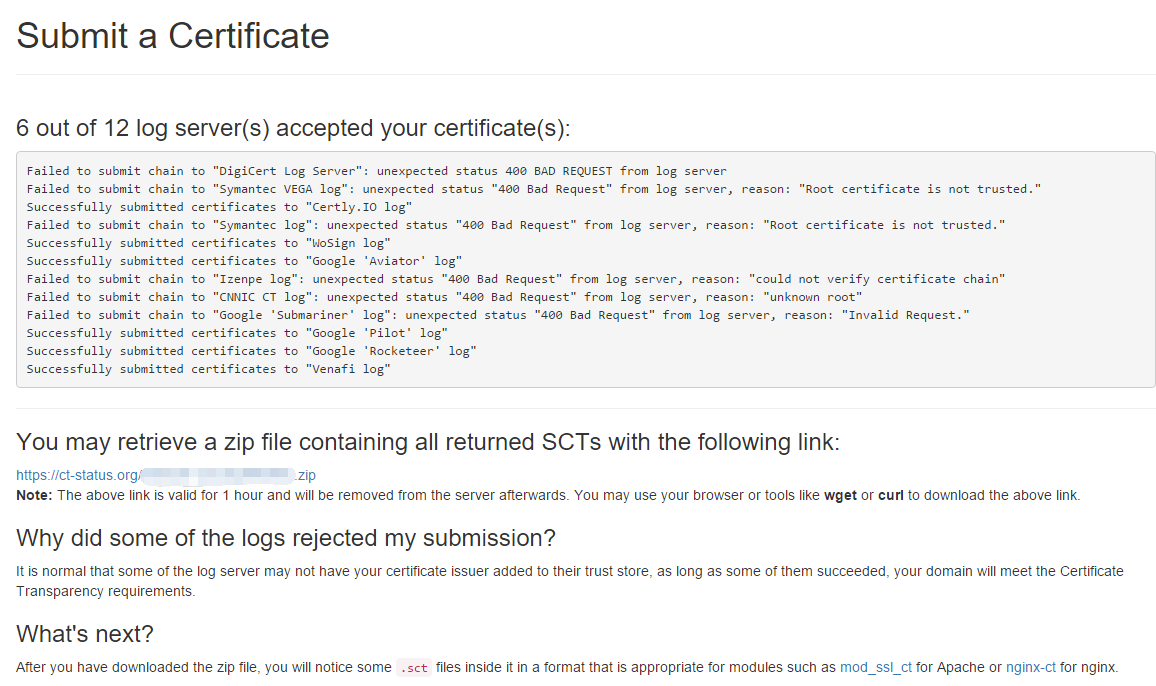 Submit a Certificate
6 out of 12 log server(s) accepted your certificate(s):
Failed to submit chain to "DigiCert Log Server": unexpected status 400 BAD REQUEST from log server
Failed to submit chain to "Symantec VEGA log": unexpected status "400 Bad Request" from log server, reason: "Root certificate is not trusted."
Successfully submitted certificates to "Certly.IO log"
Failed to submit chain to "Symantec log": unexpected status "400 Bad Request" from log server, reason: "Root certificate is not trusted."
Successfully submitted certificates to "WoSign log"
Successfully submitted certificates to "Google 'Aviator' log"
Failed to submit chain to "Izenpe log": unexpected status "400 Bad Request" from log server, reason: "could not verify certificate chain"
Failed to submit chain to "CNNIC CT log": unexpected status "400 Bad Request" from log server, reason: "unknown root"
Failed to submit chain to "Google 'Submariner' log": unexpected status "400 Bad Request" from log server, reason: "Invalid Request."
Successfully submitted certificates to "Google 'Pilot' log"
Successfully submitted certificates to "Google 'Rocketeer' log"
Successfully submitted certificates to "Venafi log"
You may retrieve a zip file containing all returned SCTs with the following link:
https://ct-status.org/ .zip
Note: The above link is valid for 1 hour and will be removed from the server afterwards. You may use your browser or tools like wget or curl to download the above link.
Why did some of the logs rejected my submission?
It is normal that some of the log server may not have your certificate issuer added to their trust store, as long as some of them succeeded, your domain will meet the Certificate
Transparency requirements.
What's next?
After you have downloaded the zip file, you will notice some .sct files inside it in a format that is appropriate for modules such as mod_ssl_ct for Apache or nginx-ct for nginx.